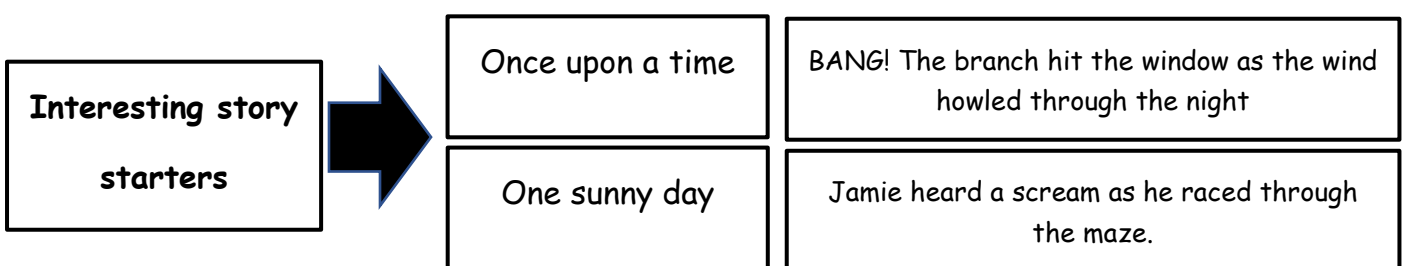 Interesting story
starters
Once upon a time
BANG! The branch hit the window as the wind
howled through the night
One sunny day
Jamie heard a scream as he raced through
the maze.